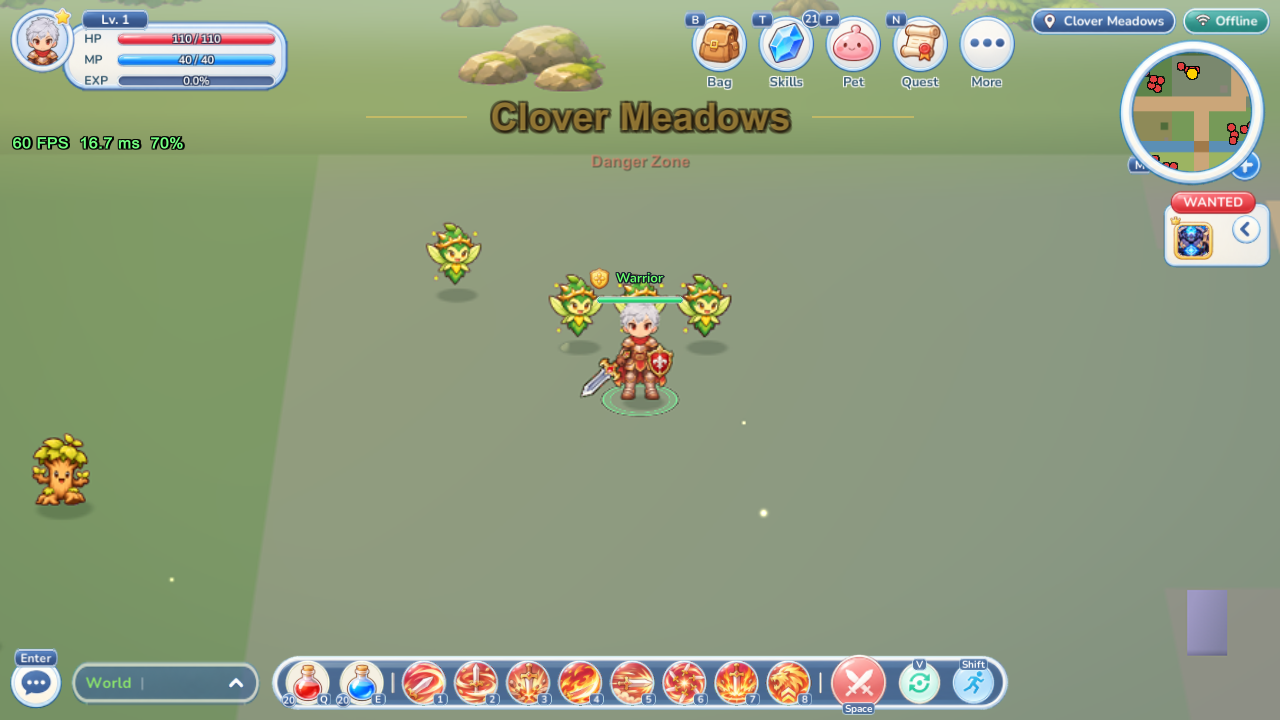 Lv. 1
HP 110 / 110
MP 40 / 40
EXP 0.0%
60 FPS 16.7 ms 70%
B
Bag
T
21
Skills
P
Pet
N
Quest
More
Clover Meadows
Offline
M
WANTED
Clover Meadows
Danger Zone
Warrior
Enter
World
20 Q
20 E
1
2
3
4
5
6
7
8
Space
V
Shift